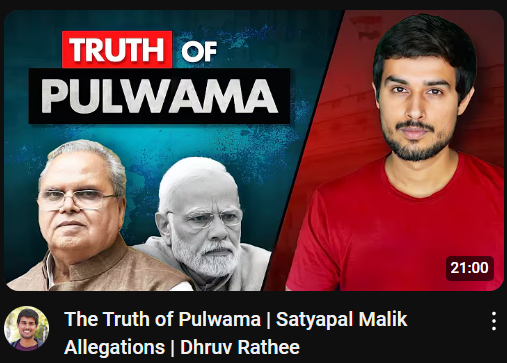 TRUTH OF
PULWAMA
21:00
The Truth of Pulwama | Satyapal Malik
Allegations | Dhruv Rathee